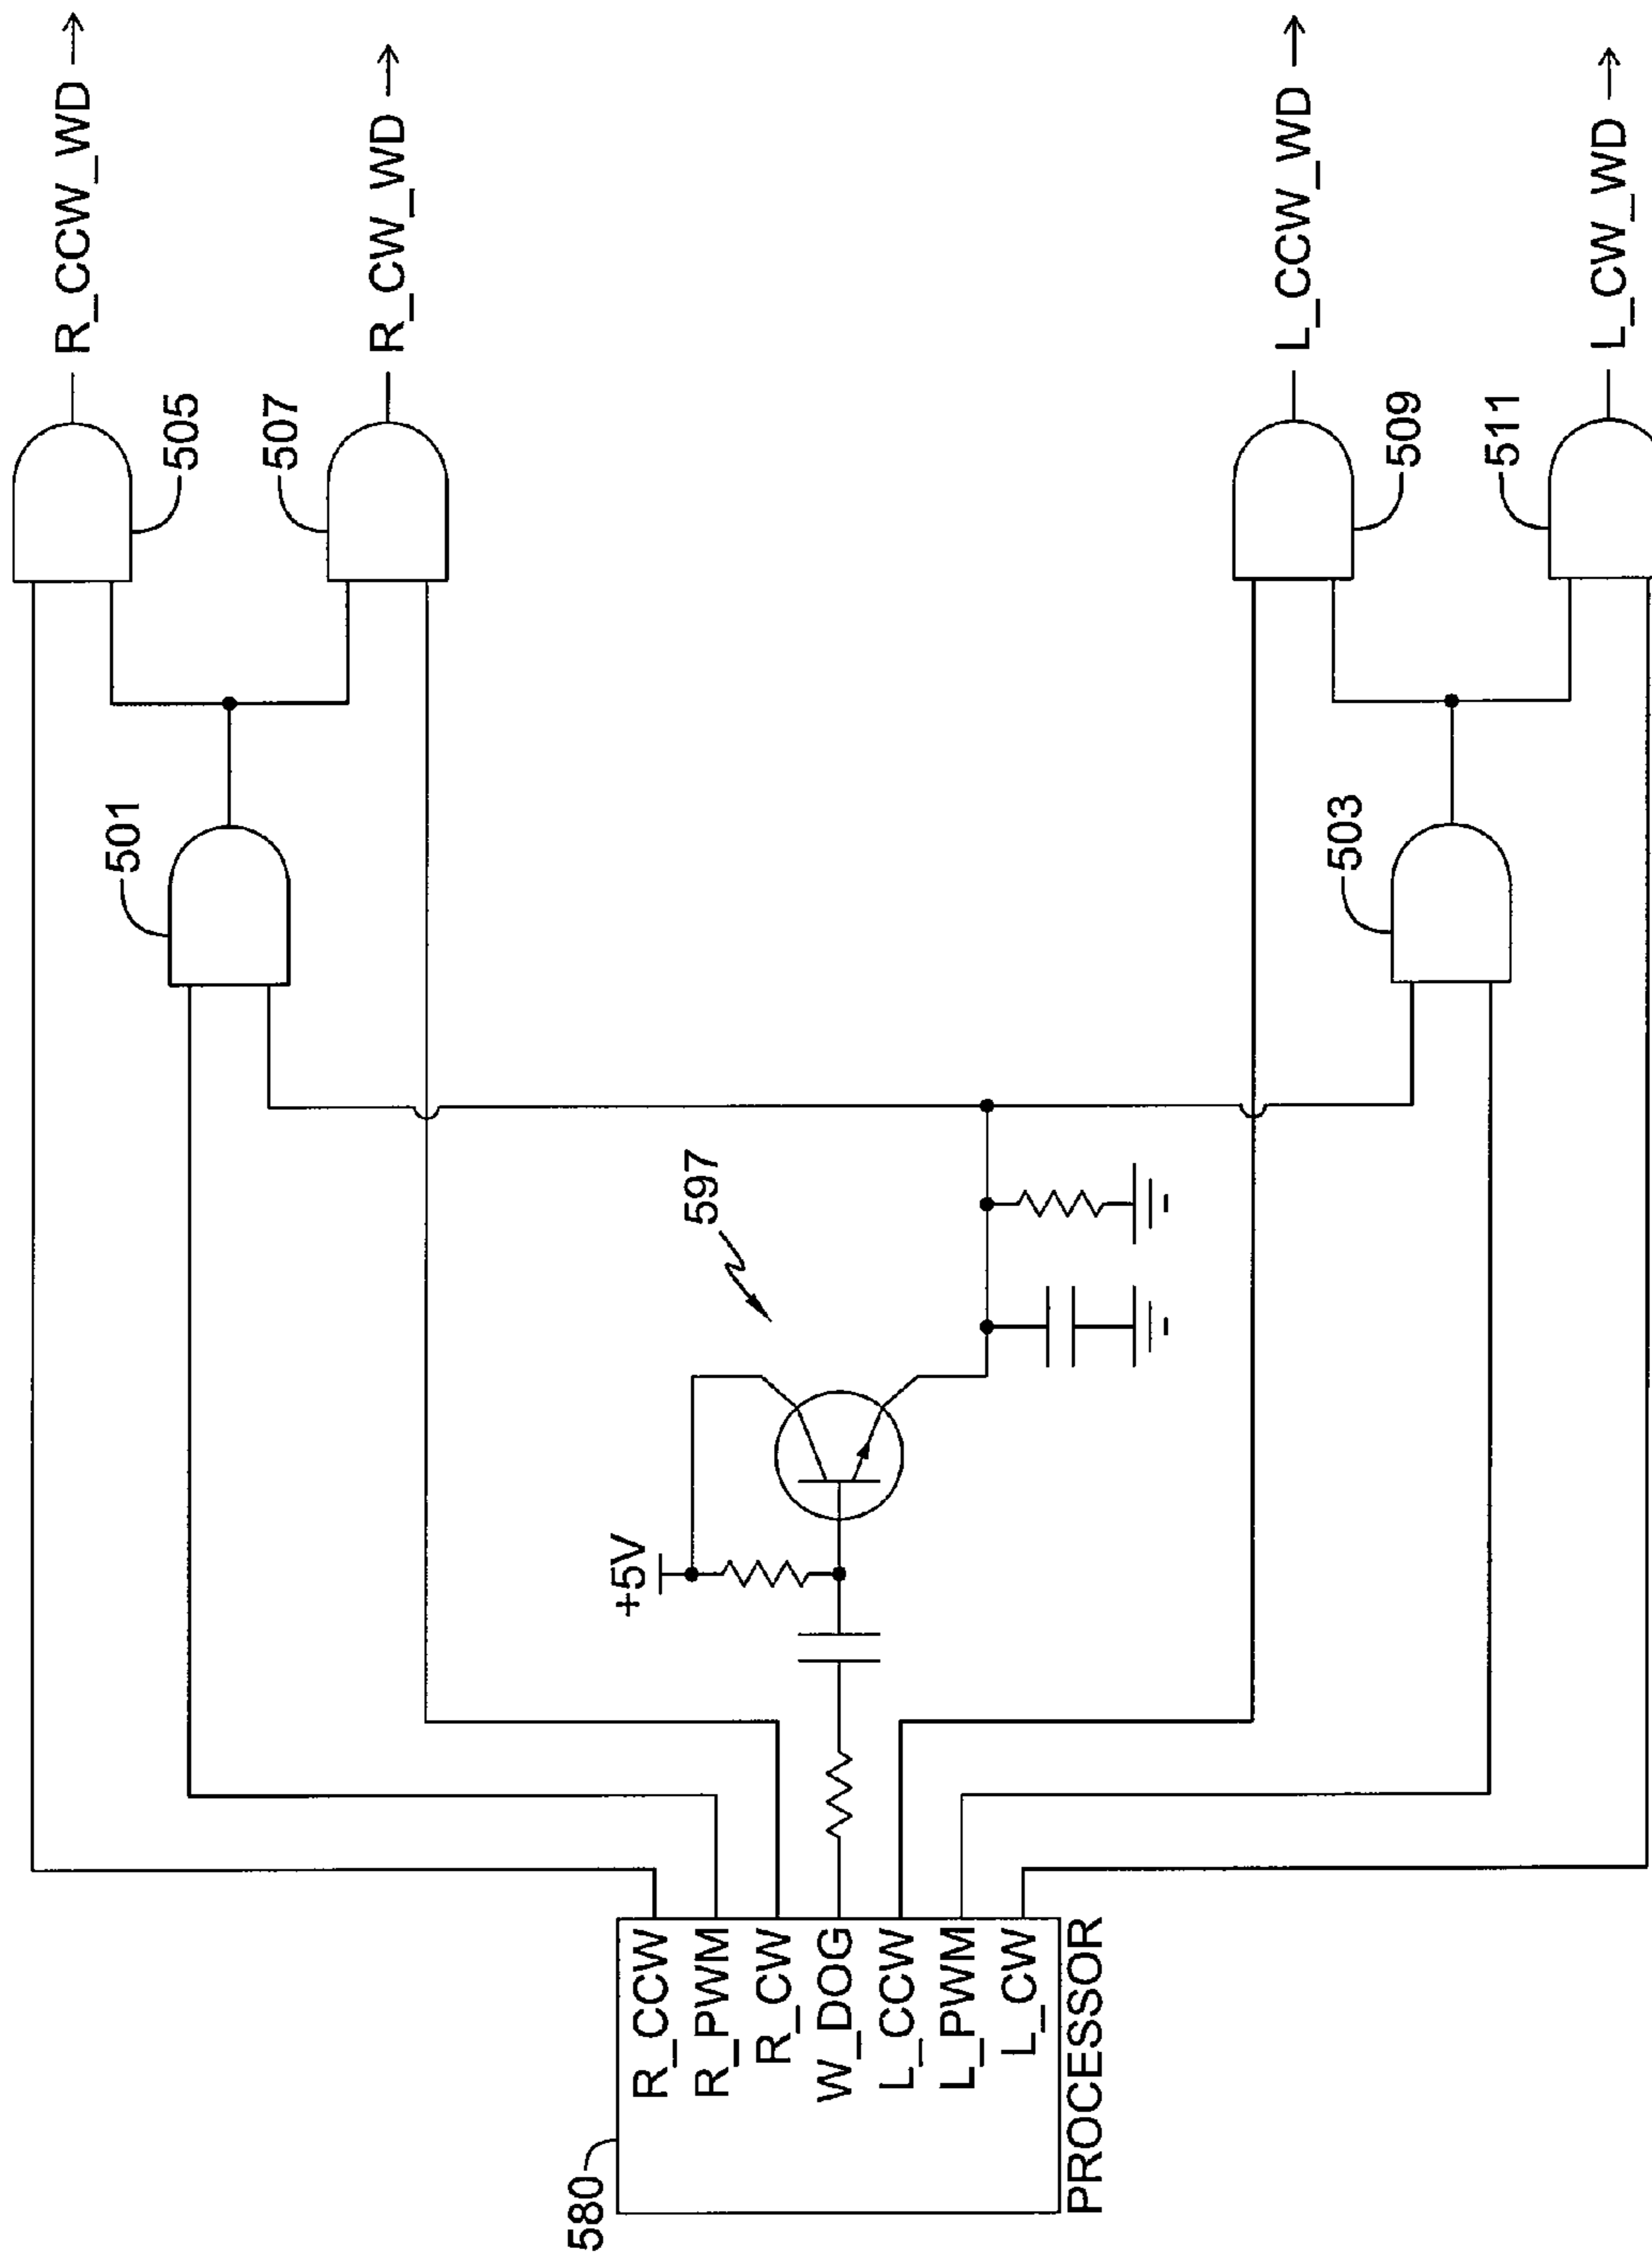 R_CCW_WD
505
R_CW_WD
507
501
580
R_CCW
R_PWM
R_CW
W_DOG
L_CCW
L_PWM
L_CW
PROCESSOR
+5V
597
L_CCW_WD
509
503
511
L_CW_WD